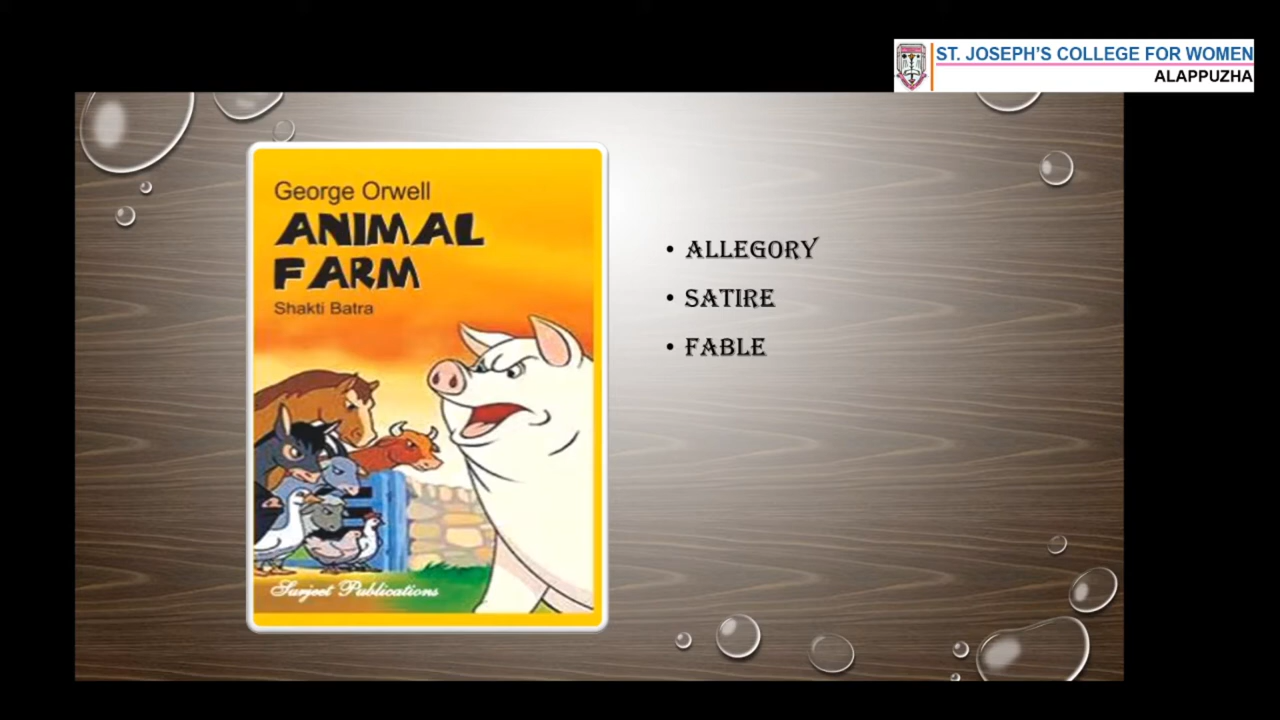 ST. JOSEPH'S COLLEGE FOR WOMEN
ALAPPUZHA
George Orwell
ANIMAL
FARM
Shakti Batra
Surjeet Publications
• ALLEGORY
• SATIRE
• FABLE